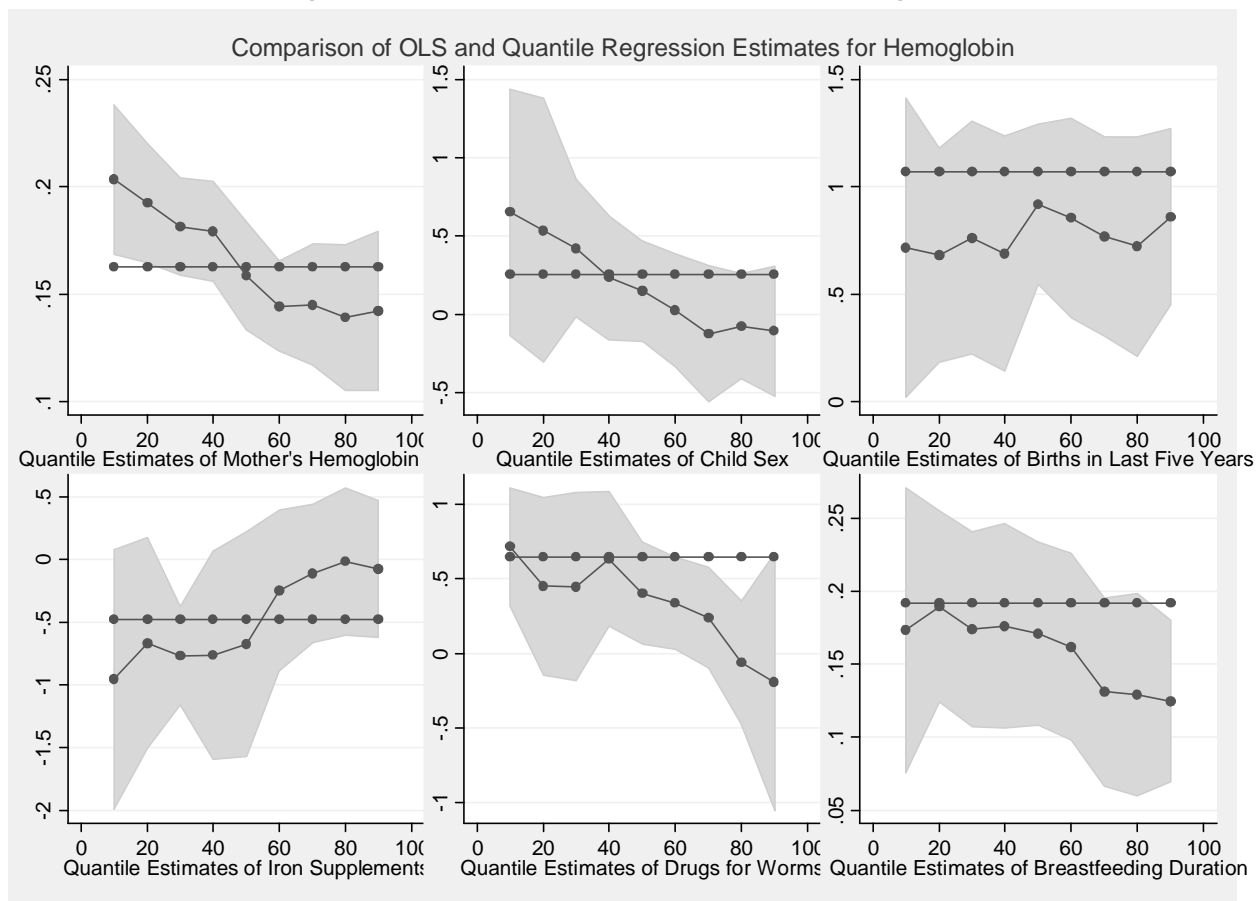 Comparison of OLS and Quantile Regression Estimates for Hemoglobin
.25
.2
.15
.1
0 20 40 60 80 100
Quantile Estimates of Mother's Hemoglobin
1.5
1
.5
0
-.5
0 20 40 60 80 100
Quantile Estimates of Child Sex
1.5
1
.5
0
0 20 40 60 80 100
Quantile Estimates of Births in Last Five Years
.5
0
-.5
-1
-1.5
-2
0 20 40 60 80 100
Quantile Estimates of Iron Supplements
1
.5
0
-.5
-1
0 20 40 60 80 100
Quantile Estimates of Drugs for Worms
.25
.2
.15
.1
.05
0 20 40 60 80 100
Quantile Estimates of Breastfeeding Duration